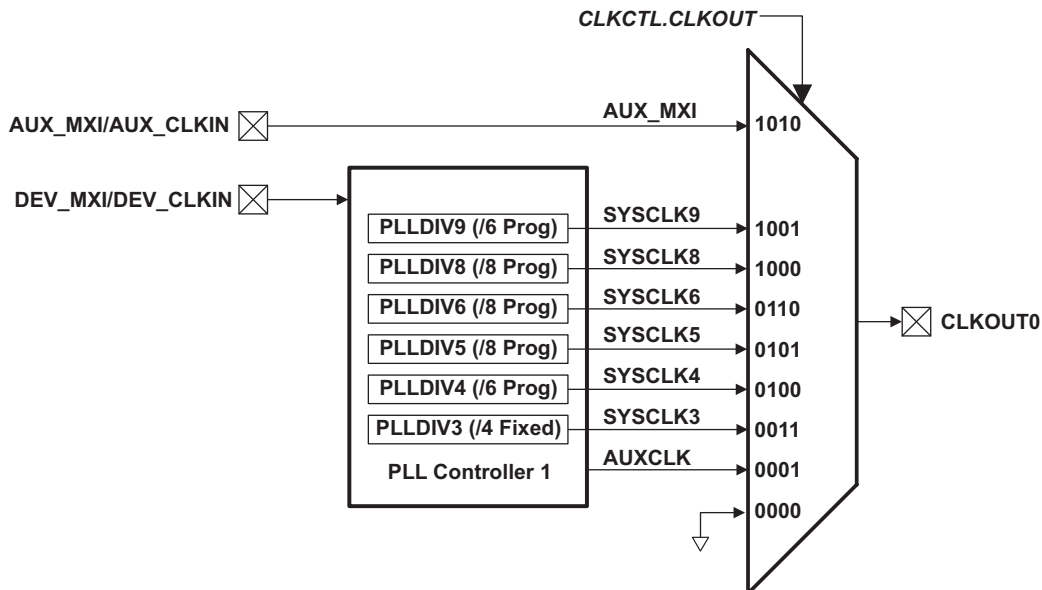 CLKCTL.CLKOUT
AUX_MXI/AUX_CLKIN
AUX_MXI
1010
DEV_MXI/DEV_CLKIN
PLLDIV9 (/6 Prog)
SYSCLK9
1001
PLLDIV8 (/8 Prog)
SYSCLK8
1000
PLLDIV6 (/8 Prog)
SYSCLK6
0110
CLKOUT0
PLLDIV5 (/8 Prog)
SYSCLK5
0101
PLLDIV4 (/6 Prog)
SYSCLK4
0100
PLLDIV3 (/4 Fixed)
SYSCLK3
0011
PLL Controller 1
AUXCLK
0001
0000